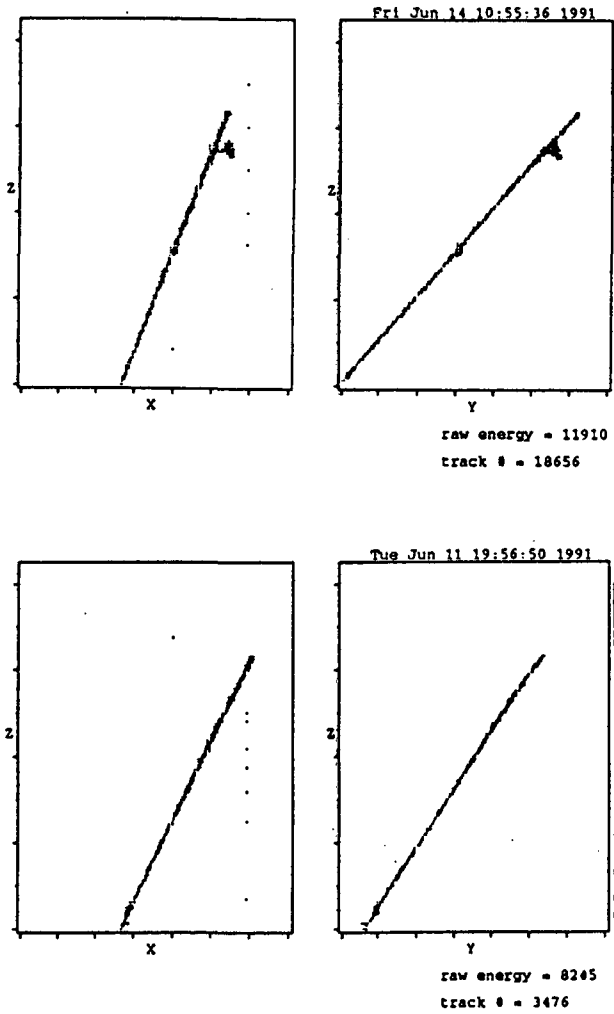 Fri Jun 14 10:55:36 1991
Z
Z
X
Y
raw energy = 11910
track # = 18656
Tue Jun 11 19:56:50 1991
Z
Z
X
Y
raw energy = 8245
track # = 3476